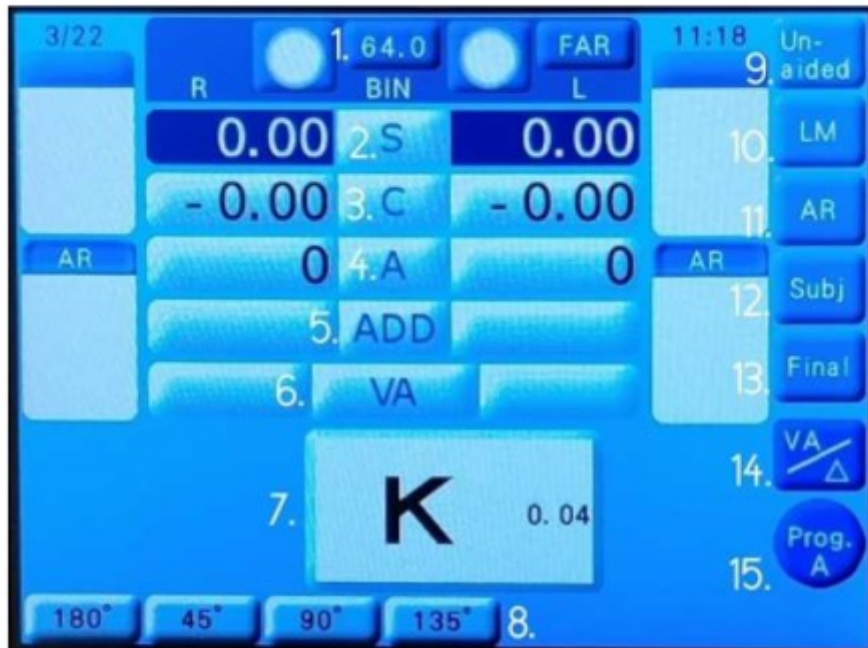 3/22 1. 64.0 FAR 11:18 Un-
9. aided
R BIN L
0.00 2. S 0.00 10. LM
- 0.00 3. C - 0.00 11. AR
AR 0 4. A 0 AR
12. Subj
5. ADD
13. Final
6. VA
14. VA
△
7. K 0. 04
15. Prog.
A
180° 45° 90° 135° 8.